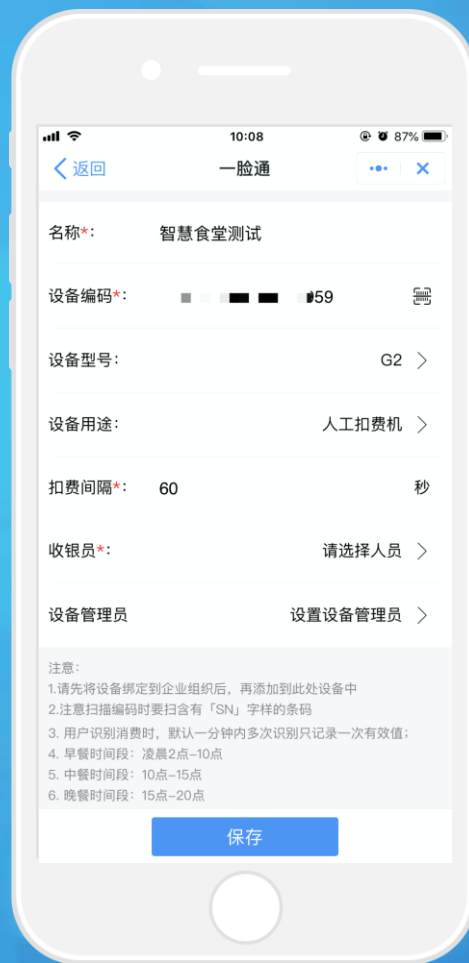 10:08
87%
返回
一脸通
名称*：
智慧食堂测试
设备编码*：
59
设备型号：
G2
设备用途：
人工扣费机
扣费间隔*：
60
秒
收银员*：
请选择人员
设备管理员
设置设备管理员
注意：
1.请先将设备绑定到企业组织后，再添加到此处设备中
2.注意扫描编码时要扫含有「SN」字样的条码
3. 用户识别消费时，默认一分钟内多次识别只记录一次有效值；
4. 早餐时间段：凌晨2点–10点
5. 中餐时间段：10点–15点
6. 晚餐时间段：15点–20点
保存